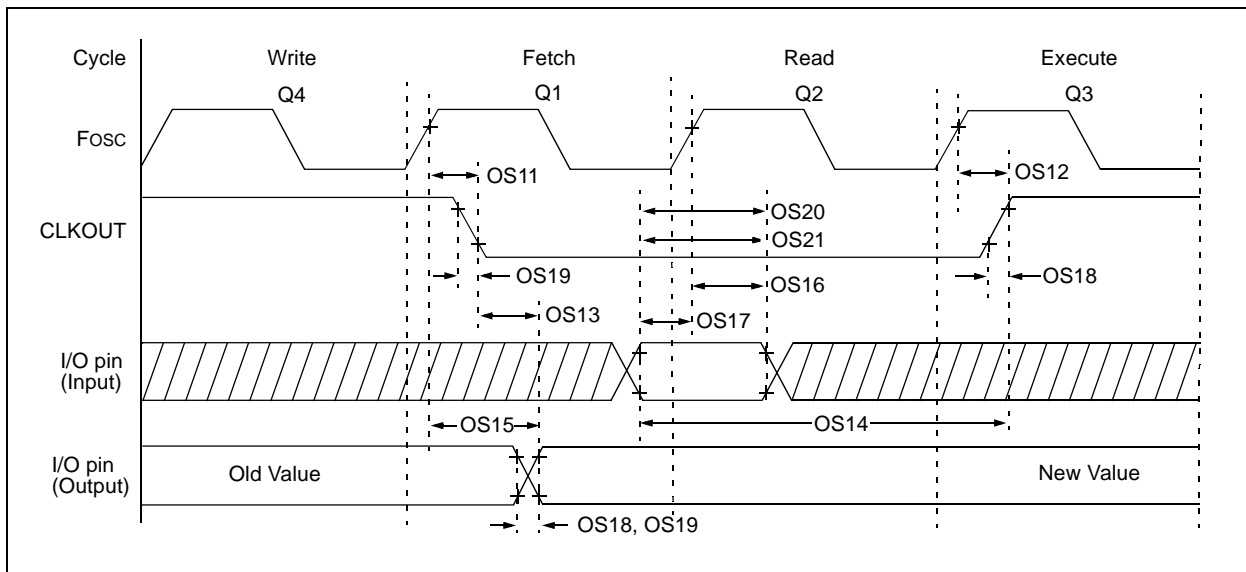 Cycle Write Fetch Read Execute
Q4 Q1 Q2 Q3
Fosc
OS11 OS12
CLKOUT
OS20
OS21
OS19 OS16 OS18
OS13 OS17
I/O pin
(Input)
OS15 OS14
I/O pin
(Output)
Old Value New Value
OS18, OS19